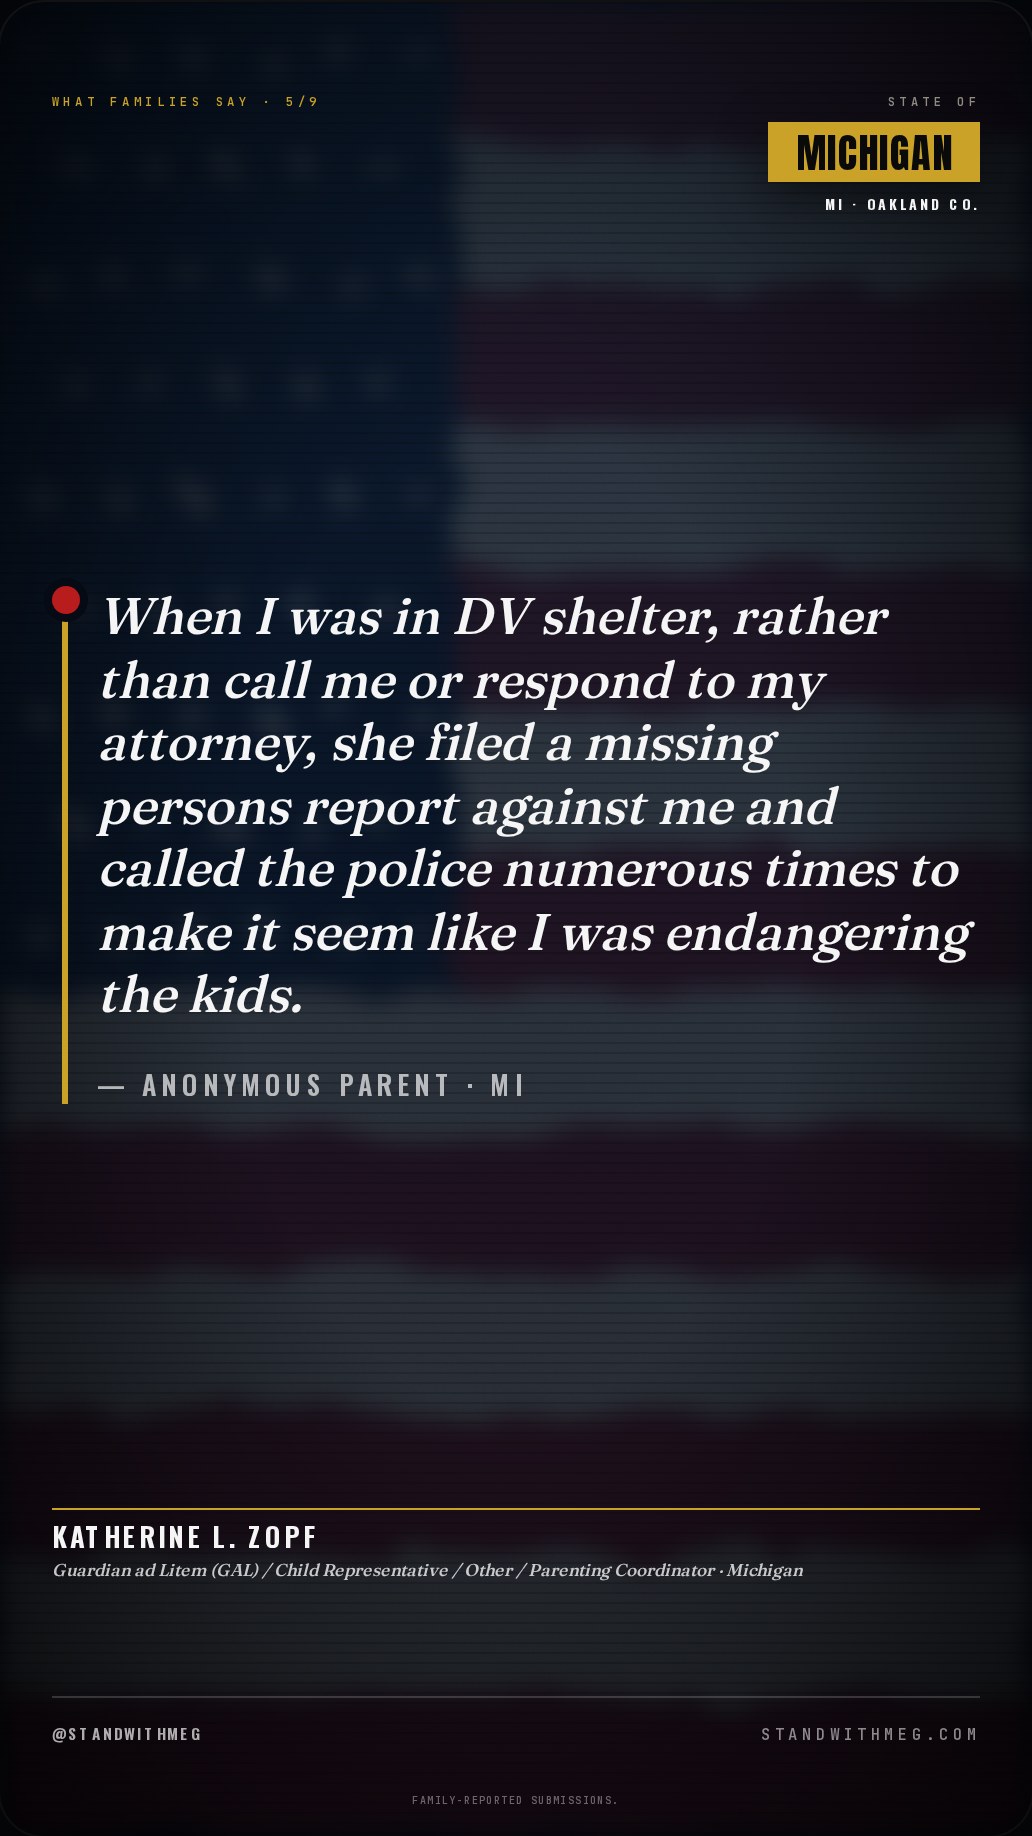 WHAT FAMILIES SAY · 5/9
STATE OF
MICHIGAN
MI · OAKLAND CO.
When I was in DV shelter, rather
than call me or respond to my
attorney, she filed a missing
persons report against me and
called the police numerous times to
make it seem like I was endangering
the kids.
— ANONYMOUS PARENT · MI
KATHERINE L. ZOPF
Guardian ad Litem (GAL) / Child Representative / Other / Parenting Coordinator · Michigan
@STANDWITHMEG
STANDWITHMEG.COM
FAMILY-REPORTED SUBMISSIONS.